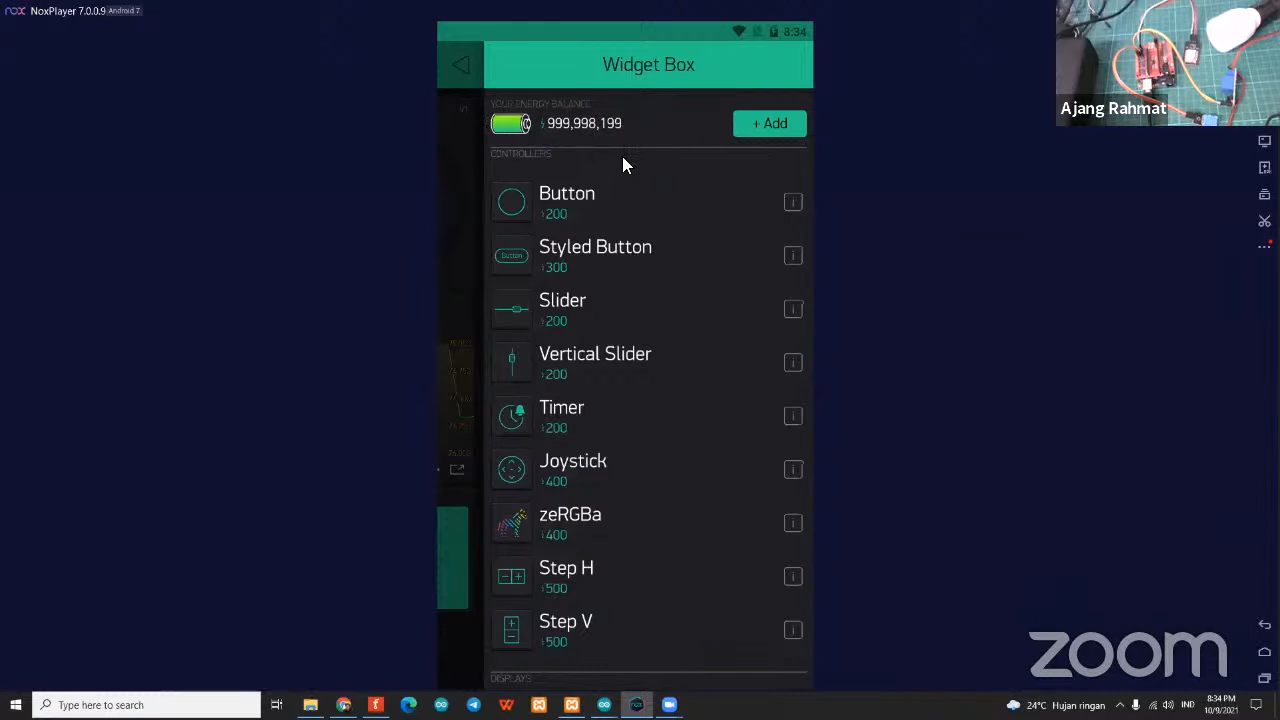 NoxPlayer 7.0.0.9 Android 7
8:34
Widget Box
YOUR ENERGY BALANCE
999,998,199
+ Add
CONTROLLERS
Button
200
Styled Button
300
Button
Slider
200
Vertical Slider
200
Timer
200
Joystick
400
zeRGBa
400
Step H
500
Step V
500
DISPLAYS
Ajang Rahmat
zoom
Type here to search
24°C Hujan ringan
IND
8:34 PM
10/9/2021